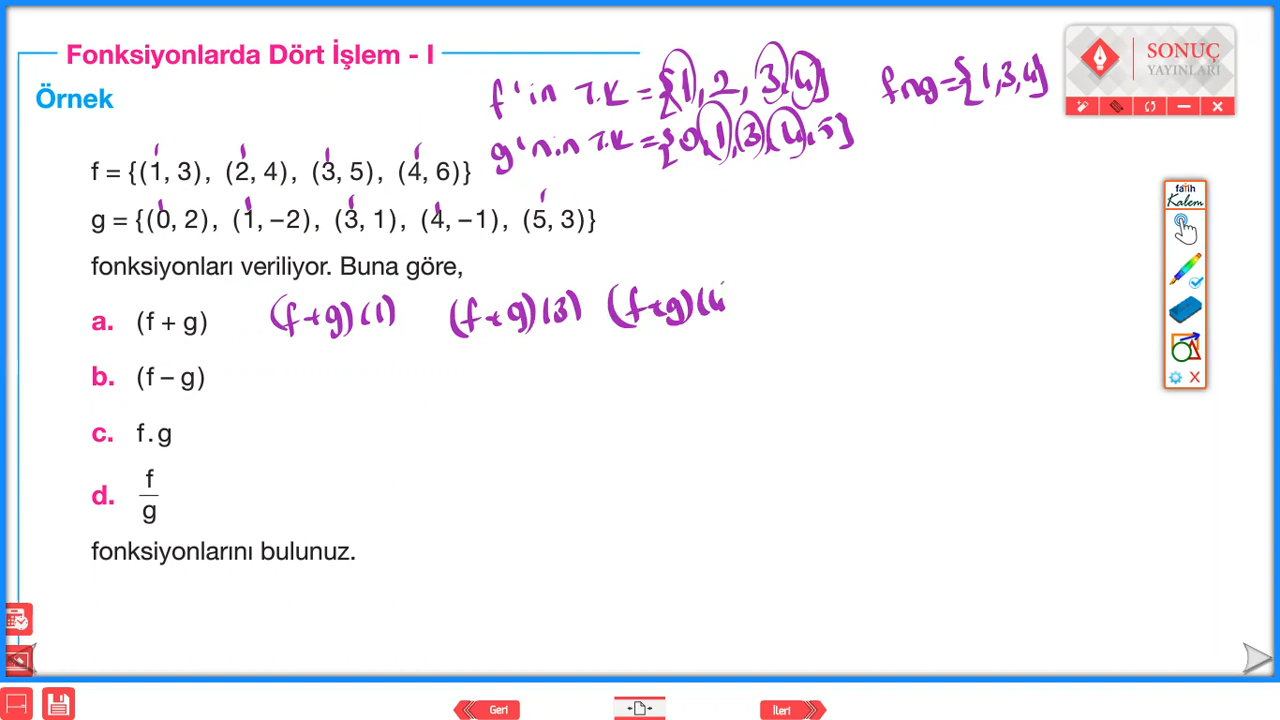 Fonksiyonlarda Dört İşlem - I
Örnek
f'in T.K = {1, 2, 3, 4}
f∩g = {1, 3, 4}
g'nin T.K = {0, 1, 3, 4, 5}
SONUÇ
YAYINLARI
f = {(1, 3), (2, 4), (3, 5), (4, 6)}
g = {(0, 2), (1, −2), (3, 1), (4, −1), (5, 3)}
fonksiyonları veriliyor. Buna göre,
a. (f + g) (f+g)(1) (f+g)(3) (f+g)(4
b. (f – g)
c. f . g
d. f
g
fonksiyonlarını bulunuz.
fatih
Kalem
Geri
İleri